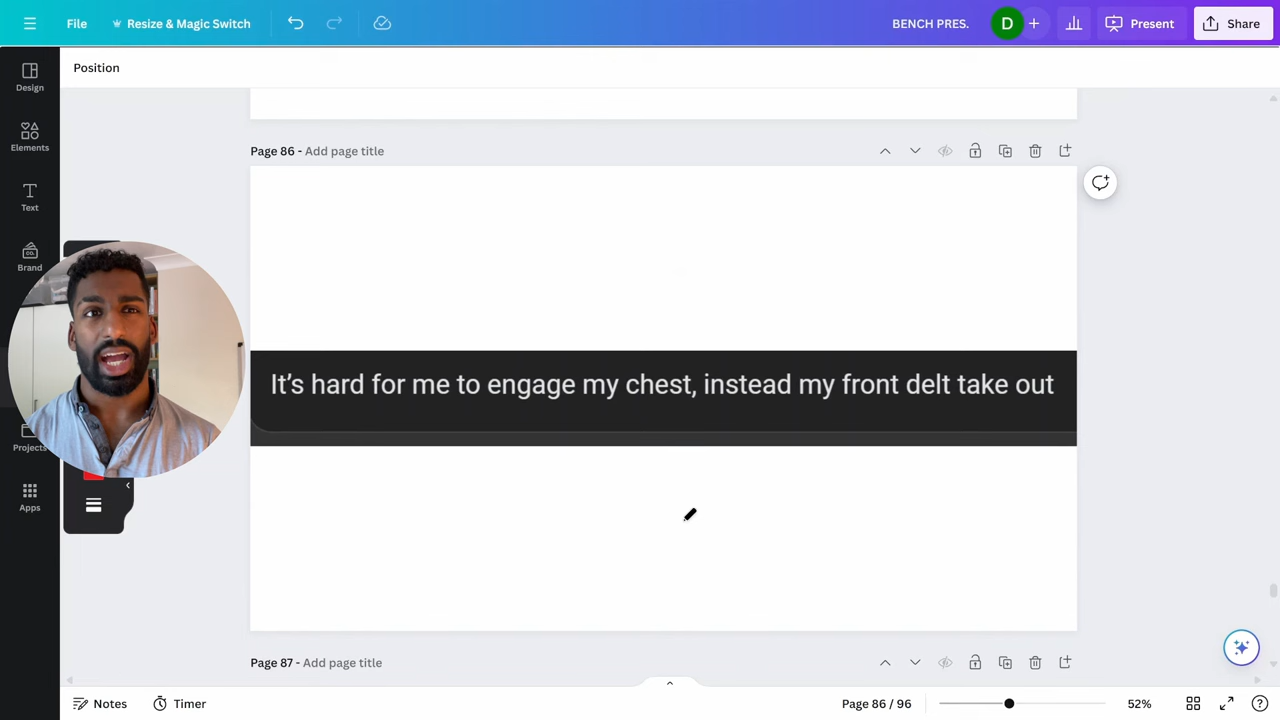 File
Resize & Magic Switch
BENCH PRES.
D
Present
Share
Position
Design
Elements
Text
Brand
Projects
Apps
Page 86 - Add page title
It’s hard for me to engage my chest, instead my front delt take out
Page 87 - Add page title
Notes
Timer
Page 86 / 96
52%